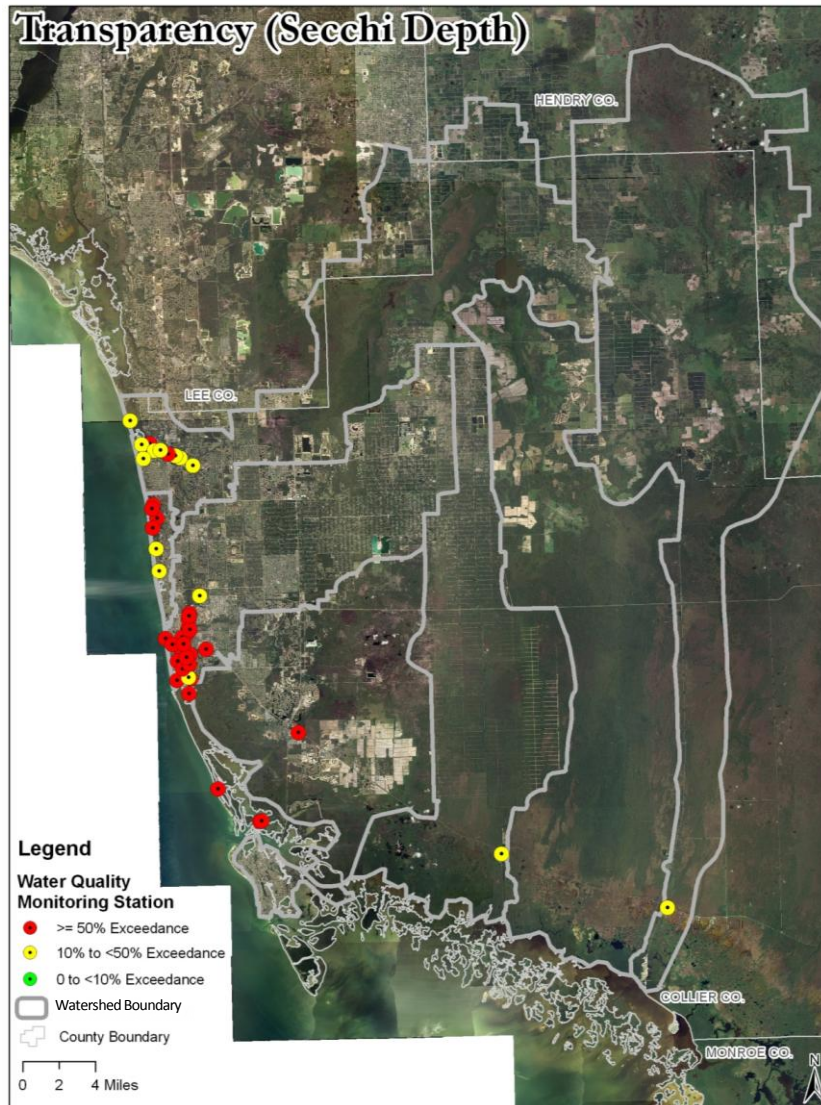 Transparency (Secchi Depth)
HENDRY CO.
LEE CO.
Legend
Water Quality
Monitoring Station
>= 50% Exceedance
10% to <50% Exceedance
0 to <10% Exceedance
Watershed Boundary
County Boundary
0 2 4 Miles
COLLIER CO.
MONROE CO.
N